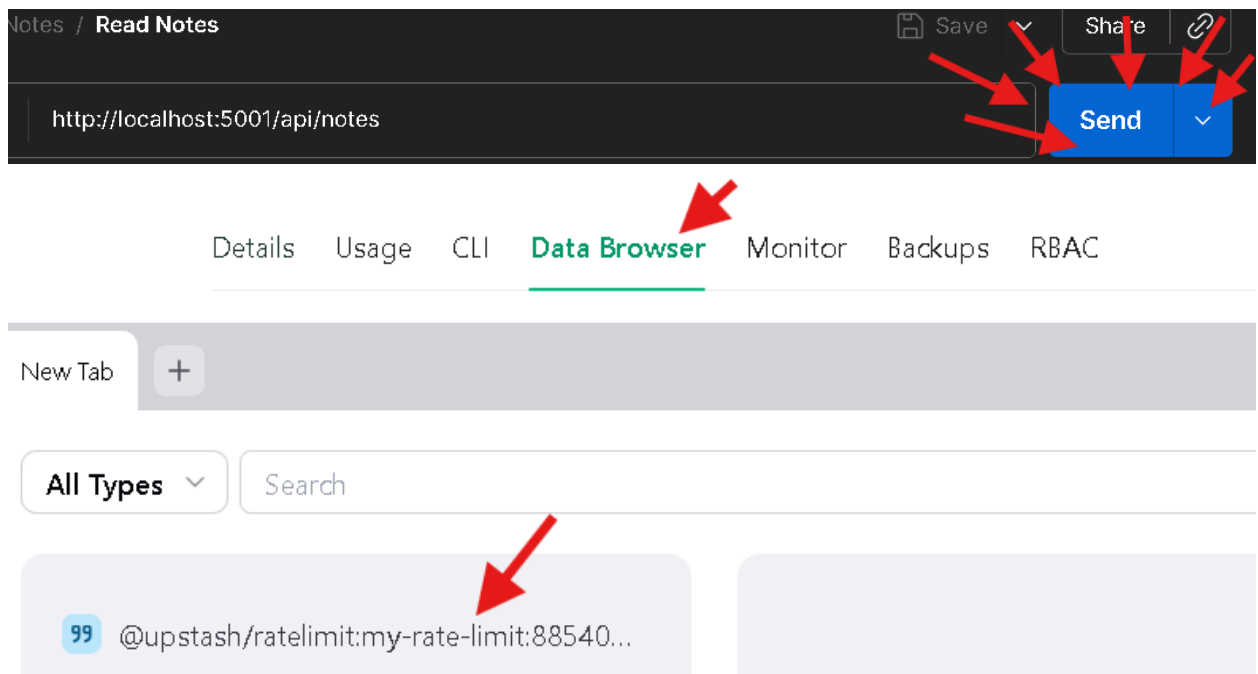 Notes / Read Notes Save Share
http://localhost:5001/api/notes Send
Details Usage CLI Data Browser Monitor Backups RBAC
New Tab +
All Types Search
99 @upstash/ratelimit:my-rate-limit:88540...